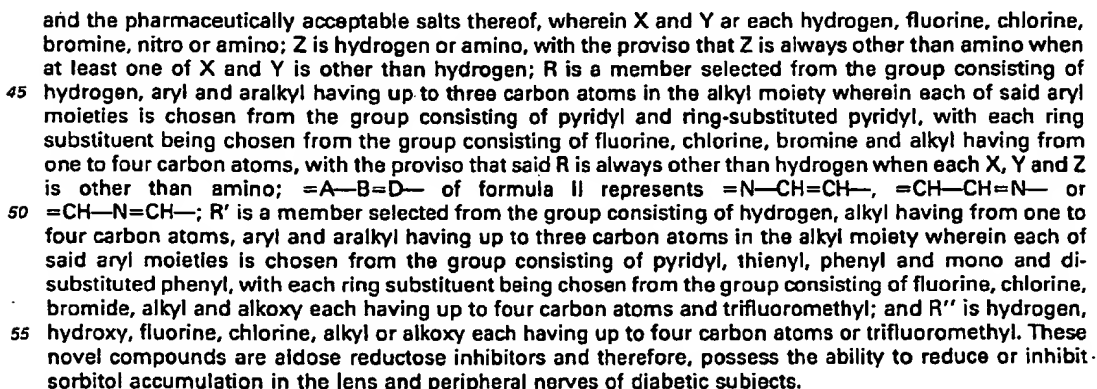 and the pharmaceutically acceptable salts thereof, wherein X and Y ar each hydrogen, fluorine, chlorine,
bromine, nitro or amino; Z is hydrogen or amino, with the proviso that Z is always other than amino when
at least one of X and Y is other than hydrogen; R is a member selected from the group consisting of
45 hydrogen, aryl and aralkyl having up to three carbon atoms in the alkyl moiety wherein each of said aryl
moieties is chosen from the group consisting of pyridyl and ring-substituted pyridyl, with each ring
substituent being chosen from the group consisting of fluorine, chlorine, bromine and alkyl having from
one to four carbon atoms, with the proviso that said R is always other than hydrogen when each X, Y and Z
is other than amino; =A—B=D— of formula II represents =N—CH=CH—, =CH—CH=N— or
50 =CH—N=CH—; R' is a member selected from the group consisting of hydrogen, alkyl having from one to
four carbon atoms, aryl and aralkyl having up to three carbon atoms in the alkyl moiety wherein each of
said aryl moieties is chosen from the group consisting of pyridyl, thienyl, phenyl and mono and di-
substituted phenyl, with each ring substituent being chosen from the group consisting of fluorine, chlorine,
bromide, alkyl and alkoxy each having up to four carbon atoms and trifluoromethyl; and R'' is hydrogen,
55 hydroxy, fluorine, chlorine, alkyl or alkoxy each having up to four carbon atoms or trifluoromethyl. These
novel compounds are aldose reductose inhibitors and therefore, possess the ability to reduce or inhibit
sorbitol accumulation in the lens and peripheral nerves of diabetic subjects.